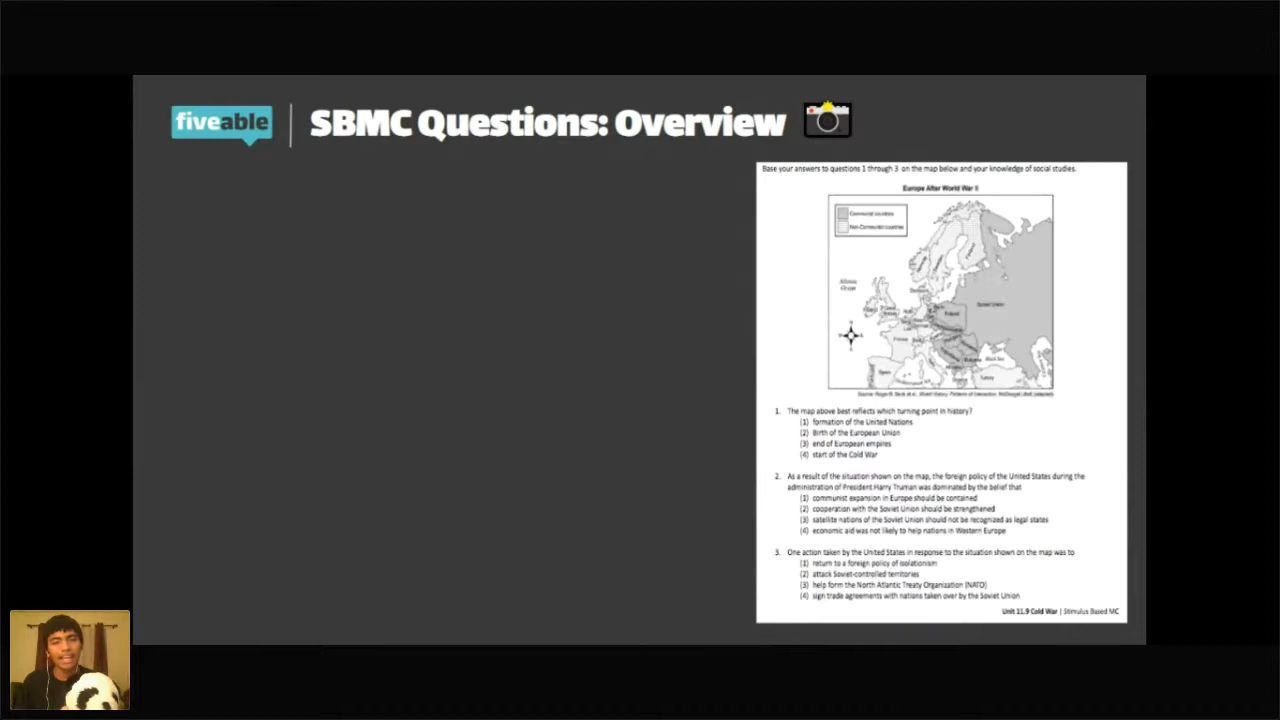 fiveable
SBMC Questions: Overview
Base your answers to questions 1 through 3 on the map below and your knowledge of social studies.
Europe After World War II
Communist countries
Non-Communist countries
Atlantic
Ocean
Finland
Soviet Union
Poland
France
Spain
Black Sea
Turkey
1. The map above best reflects which turning point in history?
(1) formation of the United Nations
(2) Birth of the European Union
(3) end of European empires
(4) start of the Cold War
2. As a result of the situation shown on the map, the foreign policy of the United States during the
administration of President Harry Truman was dominated by the belief that
(1) communist expansion in Europe should be contained
(2) cooperation with the Soviet Union should be strengthened
(3) satellite nations of the Soviet Union should not be recognized as legal states
(4) economic aid was not likely to help nations in Western Europe
3. One action taken by the United States in response to the situation shown on the map was to
(1) return to a foreign policy of isolationism
(2) attack Soviet-controlled territories
(3) help form the North Atlantic Treaty Organization (NATO)
(4) sign trade agreements with nations taken over by the Soviet Union
Unit 11.9 Cold War | Stimulus Based MC